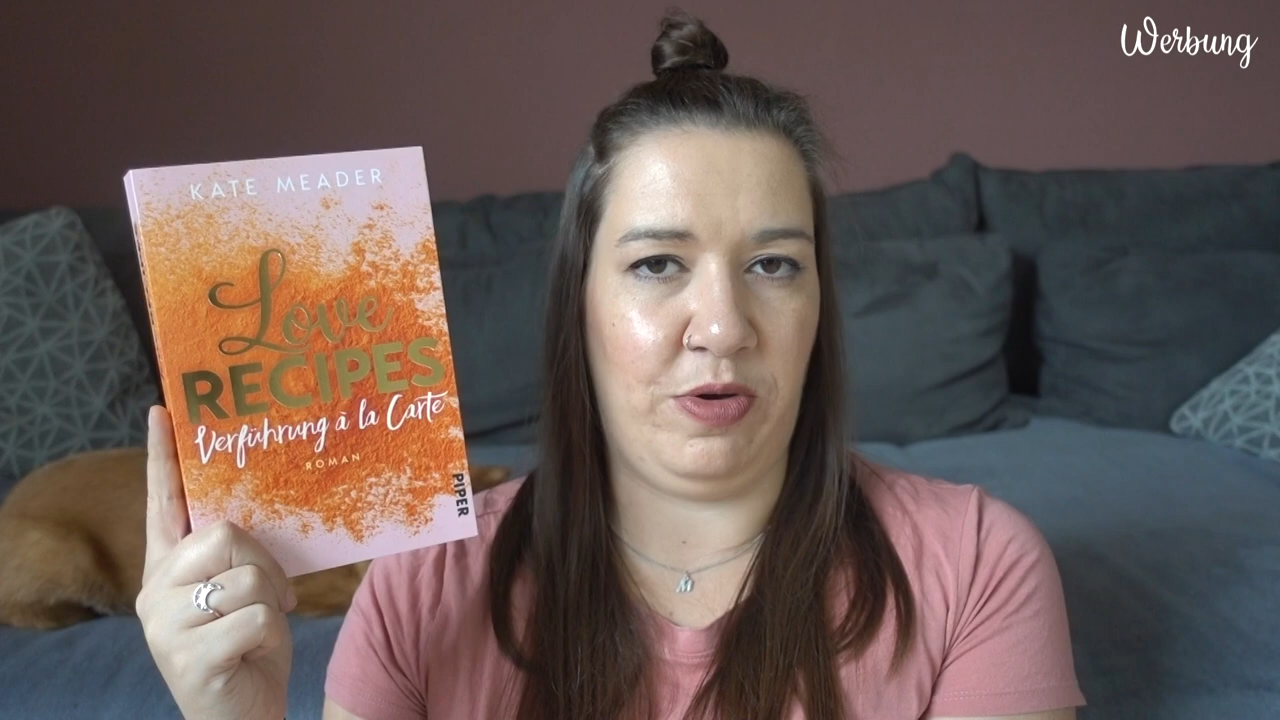 Werbung
KATE MEADER
Love
RECIPES
Verführung à la Carte
ROMAN
PIPER
M